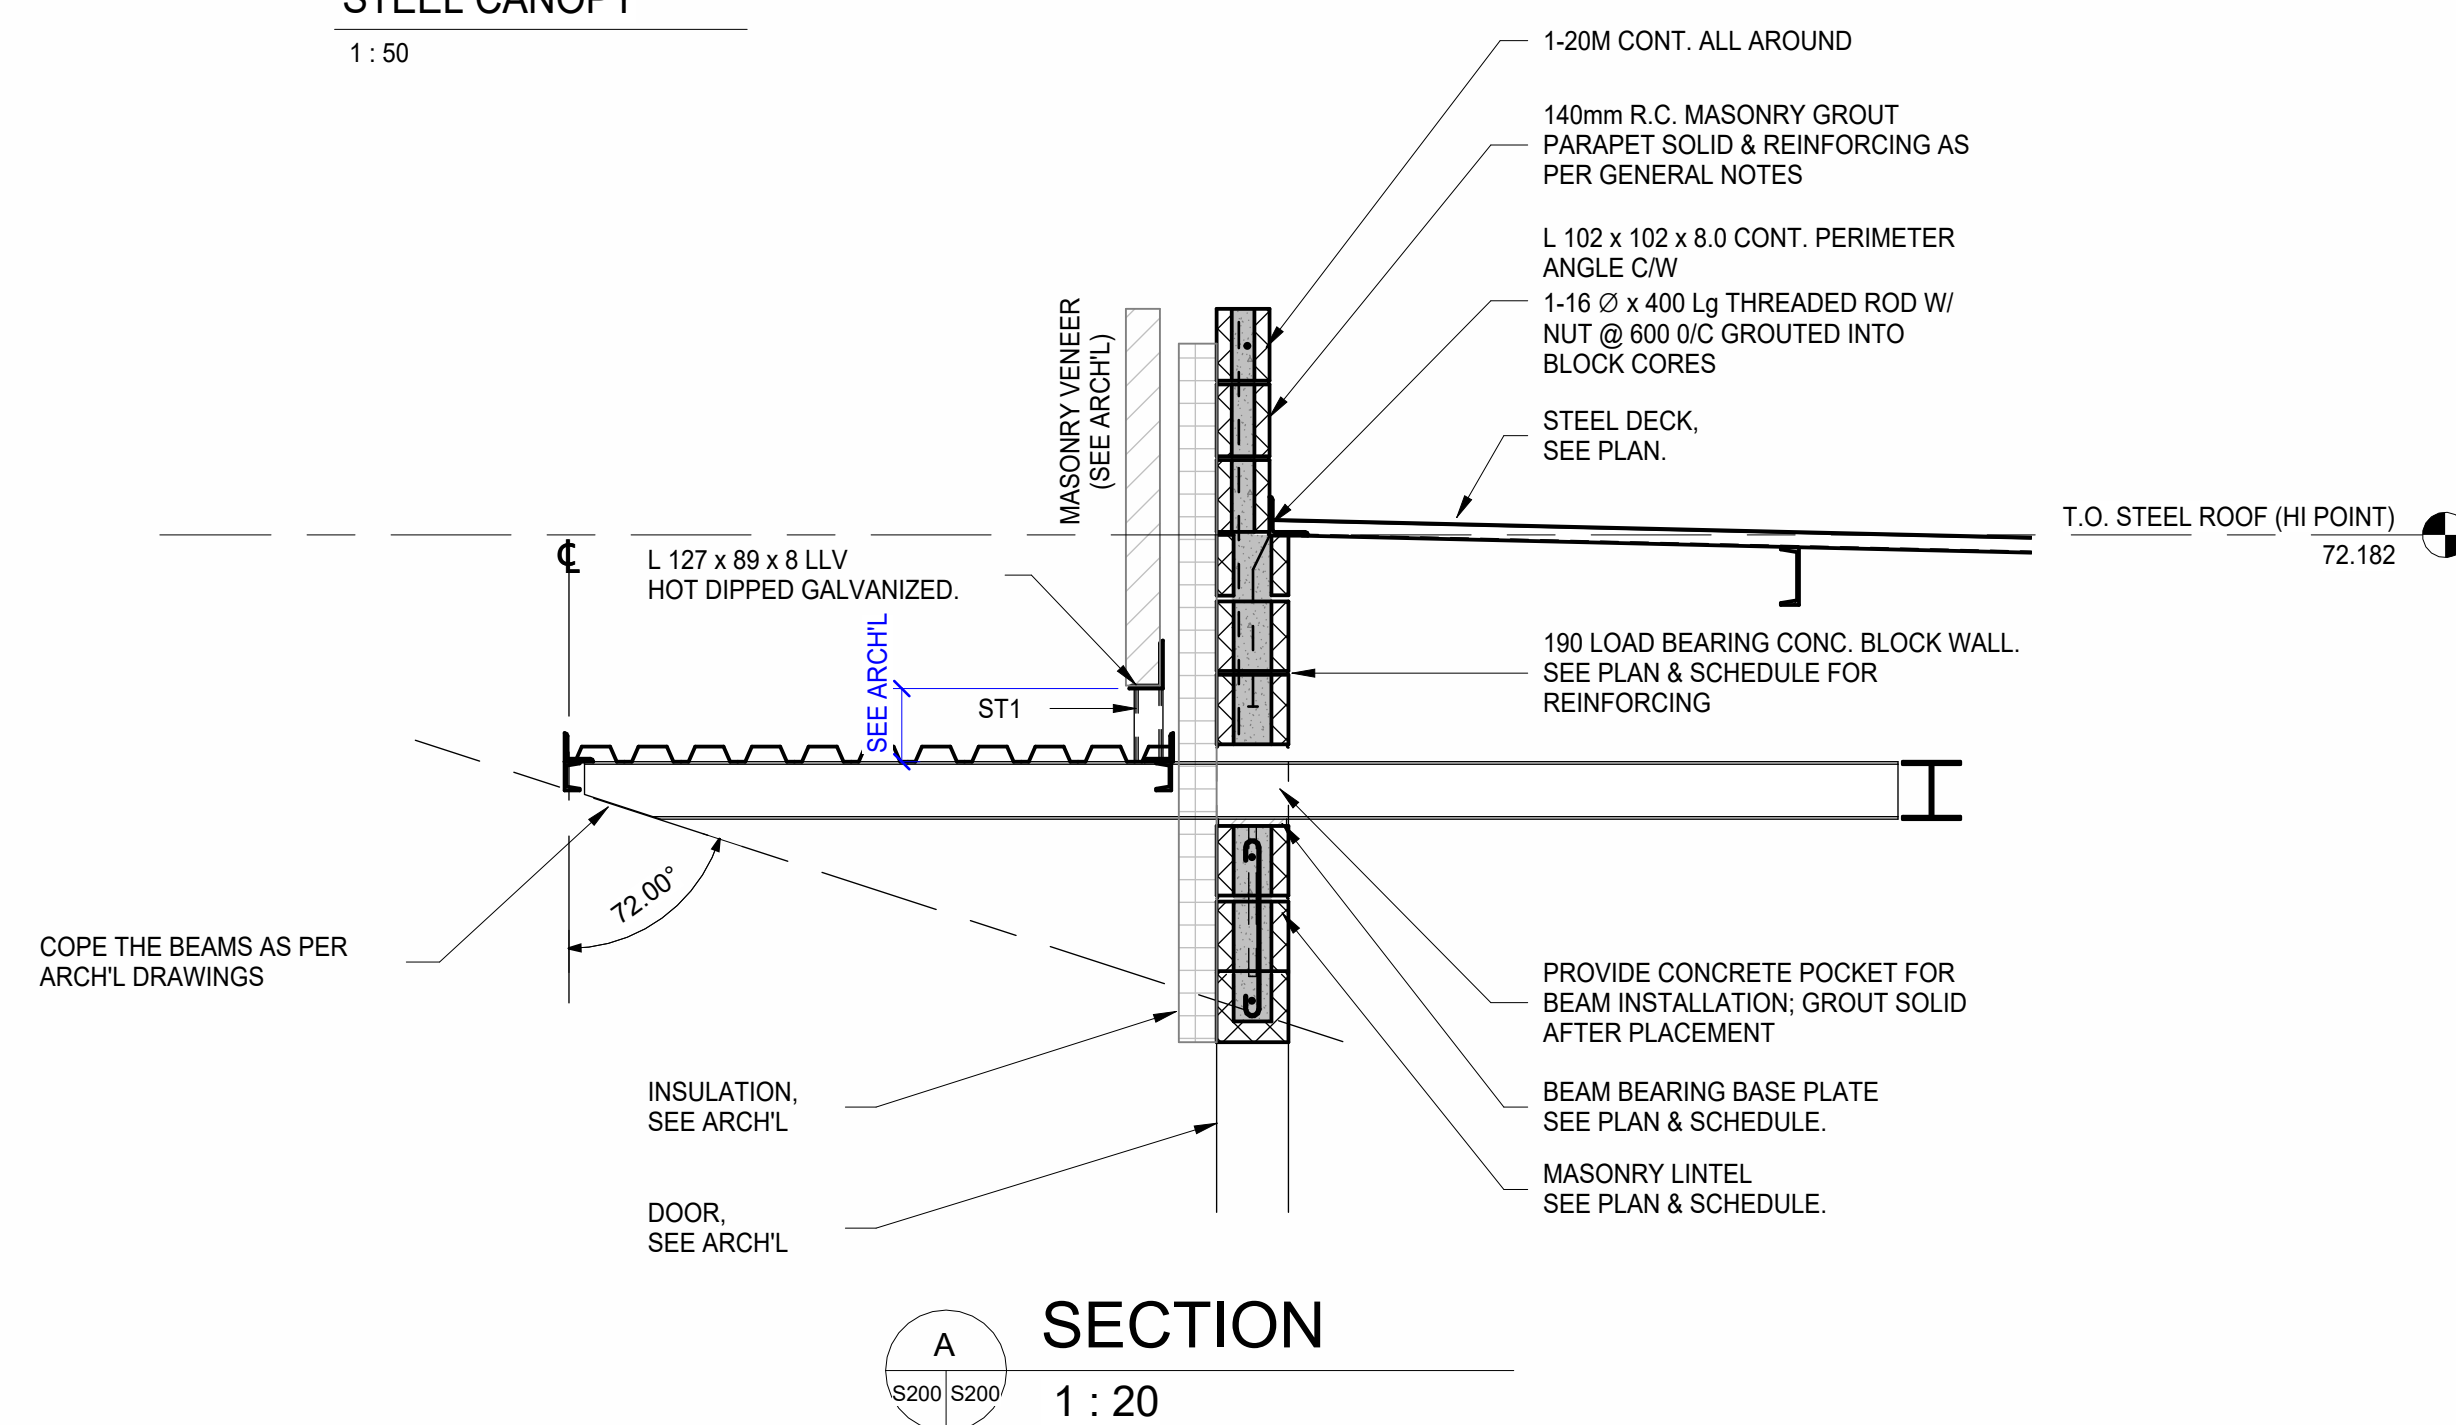 STEEL CANOPY
1 : 50
1-20M CONT. ALL AROUND
140mm R.C. MASONRY GROUT
PARAPET SOLID & REINFORCING AS
PER GENERAL NOTES
L 102 x 102 x 8.0 CONT. PERIMETER
ANGLE C/W
1-16 Ø x 400 Lg THREADED ROD W/
NUT @ 600 0/C GROUTED INTO
BLOCK CORES
STEEL DECK,
SEE PLAN.
MASONRY VENEER
(SEE ARCH'L)
T.O. STEEL ROOF (HI POINT)
72.182
℄
L 127 x 89 x 8 LLV
HOT DIPPED GALVANIZED.
SEE ARCH'L
ST1
190 LOAD BEARING CONC. BLOCK WALL.
SEE PLAN & SCHEDULE FOR
REINFORCING
72.00°
COPE THE BEAMS AS PER
ARCH'L DRAWINGS
PROVIDE CONCRETE POCKET FOR
BEAM INSTALLATION; GROUT SOLID
AFTER PLACEMENT
INSULATION,
SEE ARCH'L
BEAM BEARING BASE PLATE
SEE PLAN & SCHEDULE.
MASONRY LINTEL
SEE PLAN & SCHEDULE.
DOOR,
SEE ARCH'L
A
S200 S200
SECTION
1 : 20